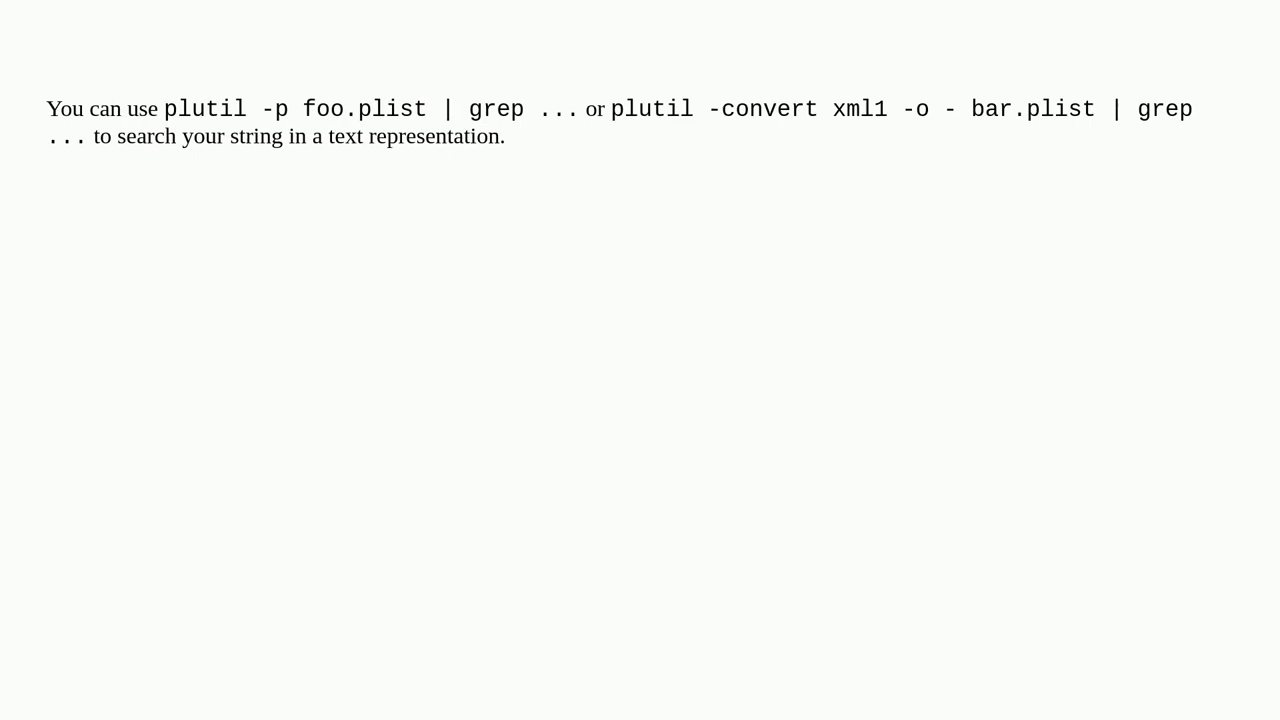 You can use plutil -p foo.plist | grep ... or plutil -convert xml1 -o - bar.plist | grep
... to search your string in a text representation.